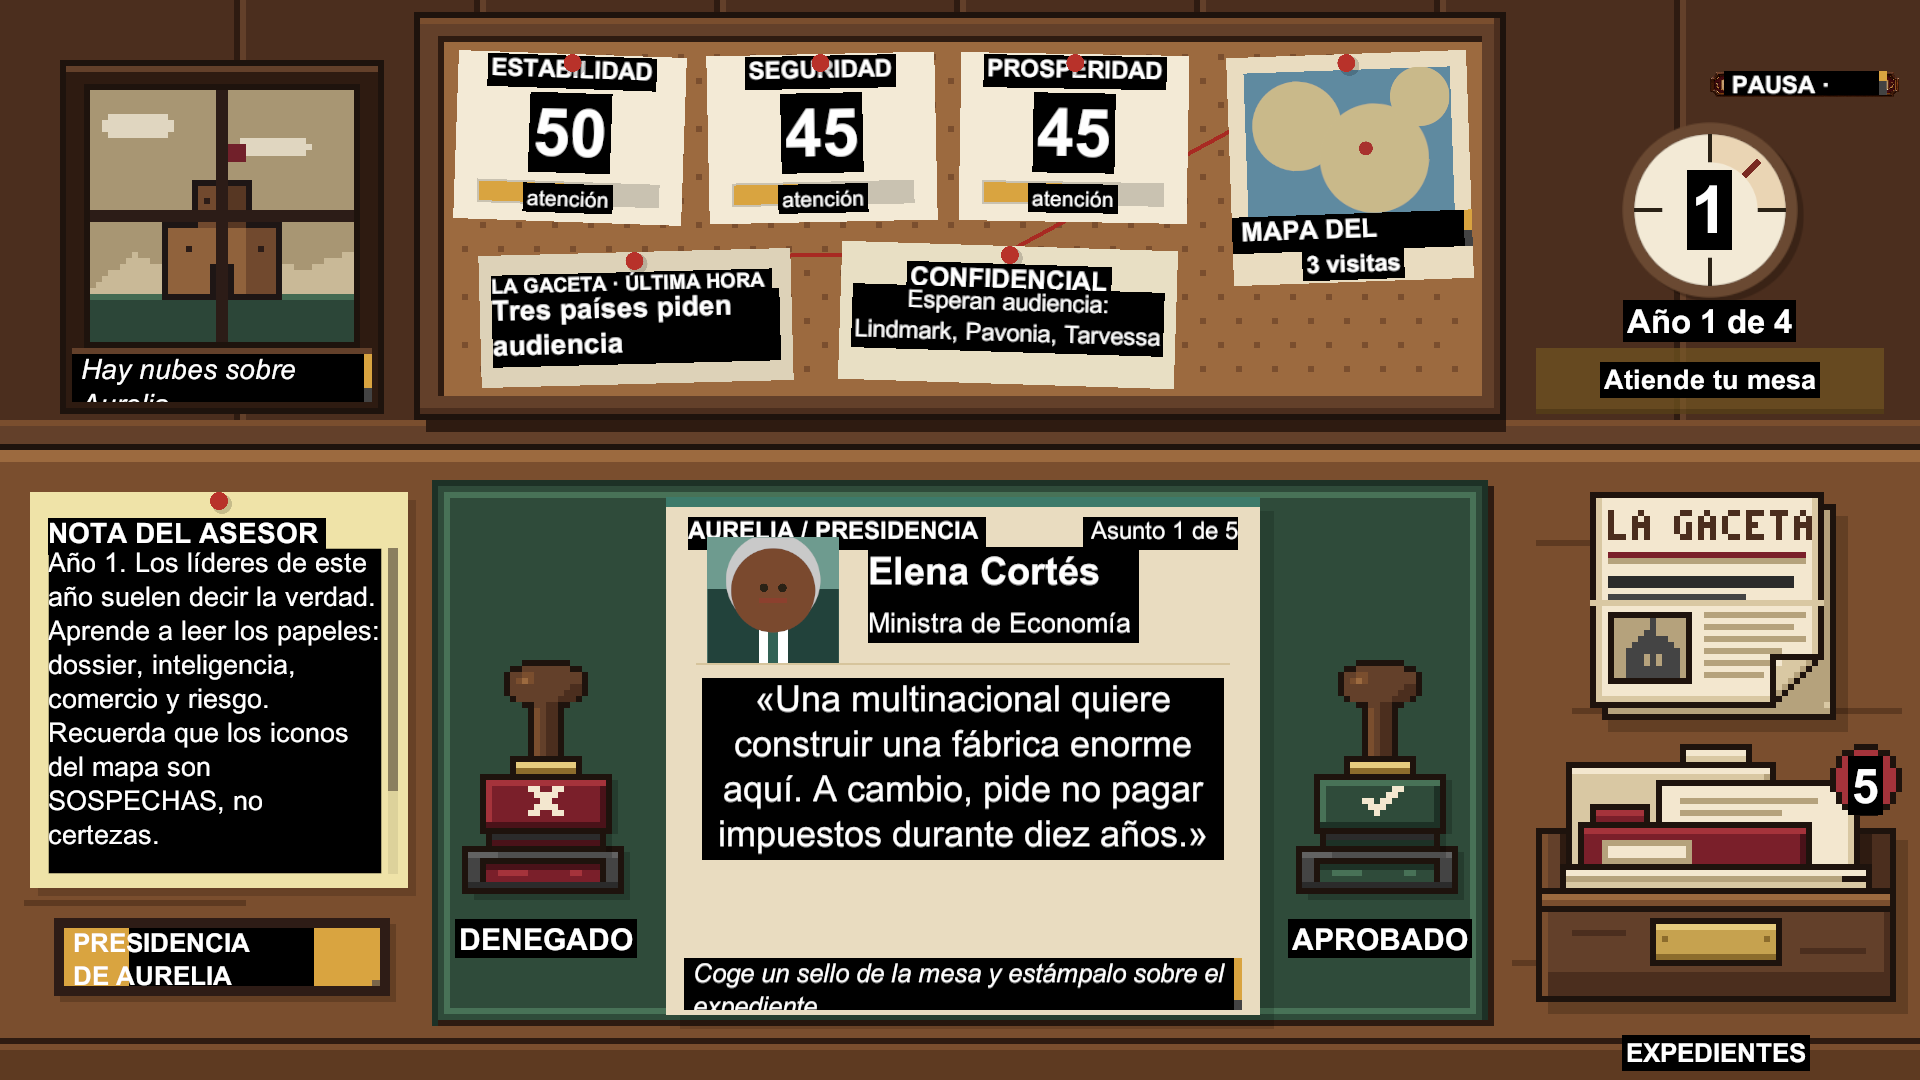 ESTABILIDAD
50
atención
SEGURIDAD
45
atención
PROSPERIDAD
45
atención
MAPA DEL
3 visitas
LA GACETA · ÚLTIMA HORA
Tres países piden
audiencia
CONFIDENCIAL
Esperan audiencia:
Lindmark, Pavonia, Tarvessa
PAUSA ·
1
Año 1 de 4
Atiende tu mesa
Hay nubes sobre
Aurelia
NOTA DEL ASESOR
Año 1. Los líderes de este
año suelen decir la verdad.
Aprende a leer los papeles:
dossier, inteligencia,
comercio y riesgo.
Recuerda que los iconos
del mapa son
SOSPECHAS, no
certezas.
PRESIDENCIA
DE AURELIA
AURELIA / PRESIDENCIA
Asunto 1 de 5
Elena Cortés
Ministra de Economía
«Una multinacional quiere
construir una fábrica enorme
aquí. A cambio, pide no pagar
impuestos durante diez años.»
DENEGADO
APROBADO
Coge un sello de la mesa y estámpalo sobre el
expediente
LA GACETA
5
EXPEDIENTES